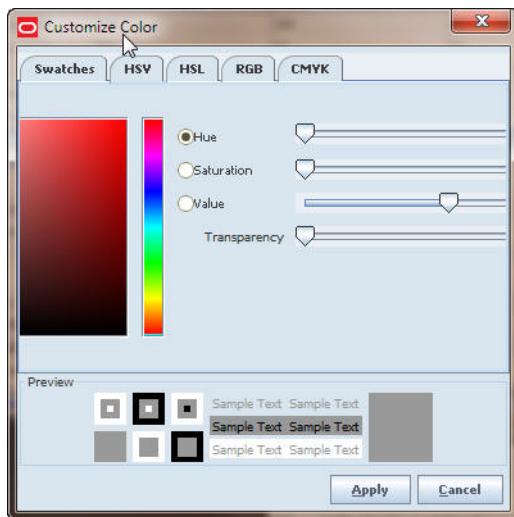 Customize Color
Swatches HSV HSL RGB CMYK
Hue
Saturation
Value
Transparency
Preview
Sample Text Sample Text
Sample Text Sample Text
Sample Text Sample Text
Apply Cancel